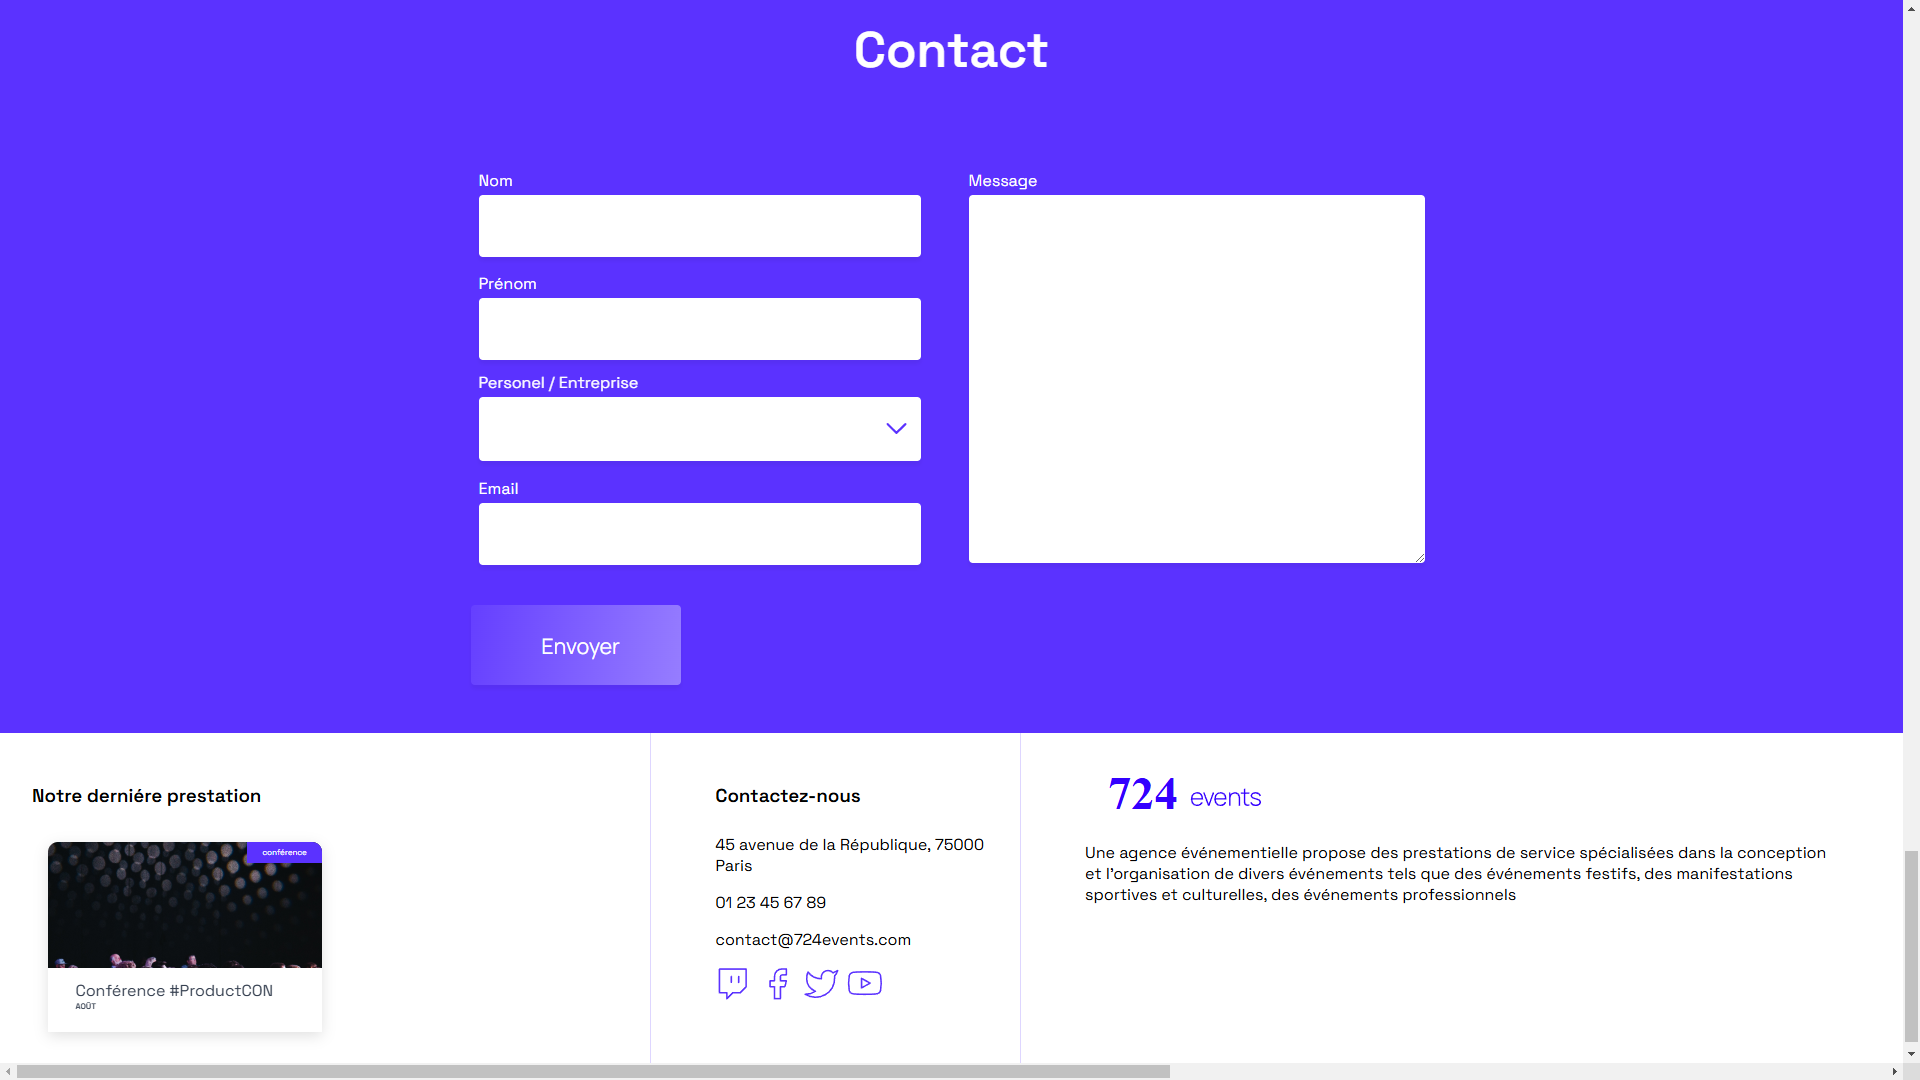 Contact
Nom
Prénom
Personel / Entreprise
Email
Message
Envoyer
Notre derniére prestation
conférence
Conférence #ProductCON
AOÛT
Contactez-nous
45 avenue de la République, 75000
Paris
01 23 45 67 89
contact@724events.com
724 events
Une agence événementielle propose des prestations de service spécialisées dans la conception
et l'organisation de divers événements tels que des événements festifs, des manifestations
sportives et culturelles, des événements professionnels